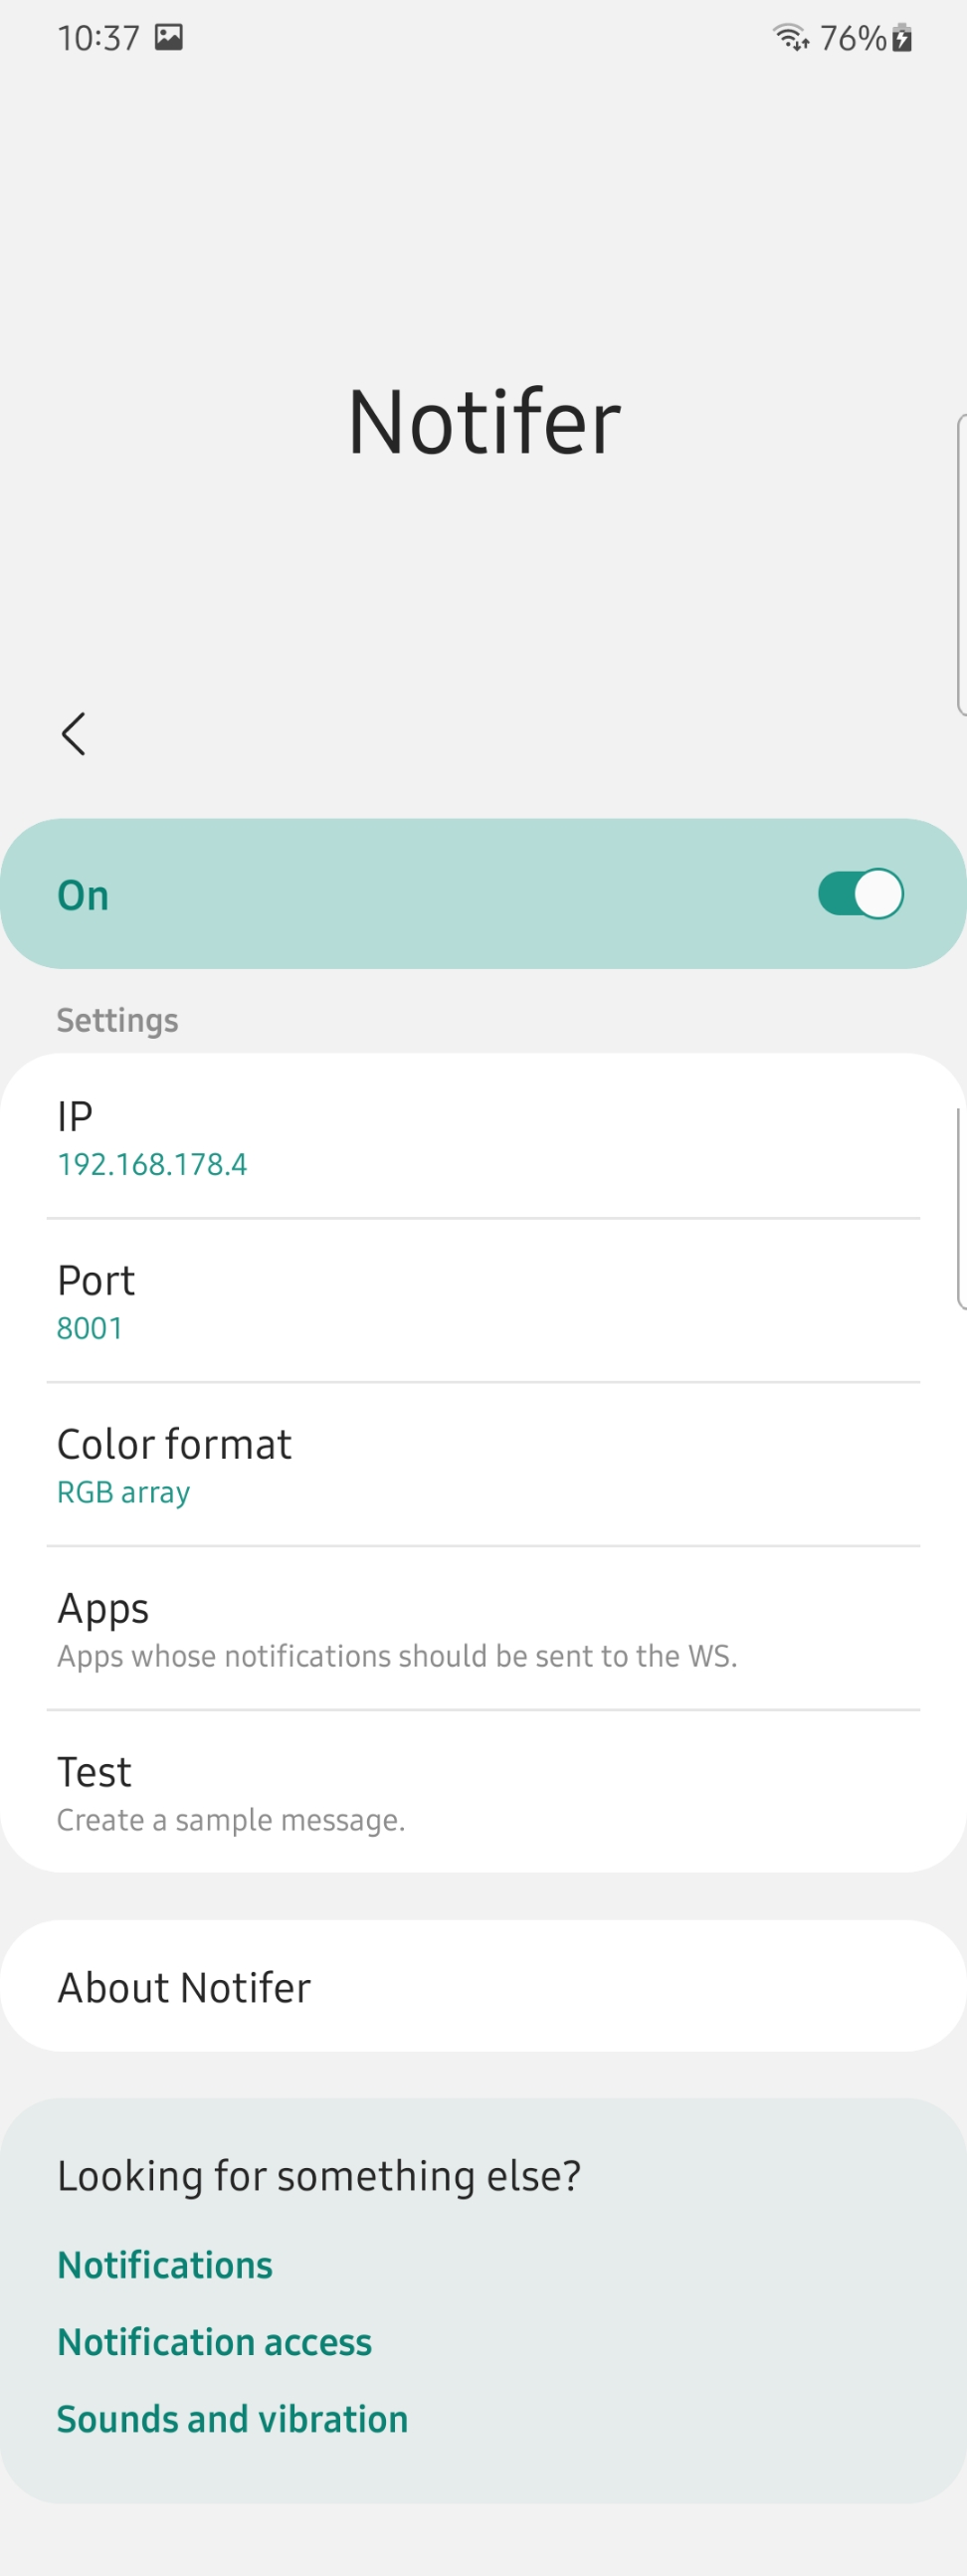 10:37 76%
Notifer
On
Settings
IP
192.168.178.4
Port
8001
Color format
RGB array
Apps
Apps whose notifications should be sent to the WS.
Test
Create a sample message.
About Notifer
Looking for something else?
Notifications
Notification access
Sounds and vibration